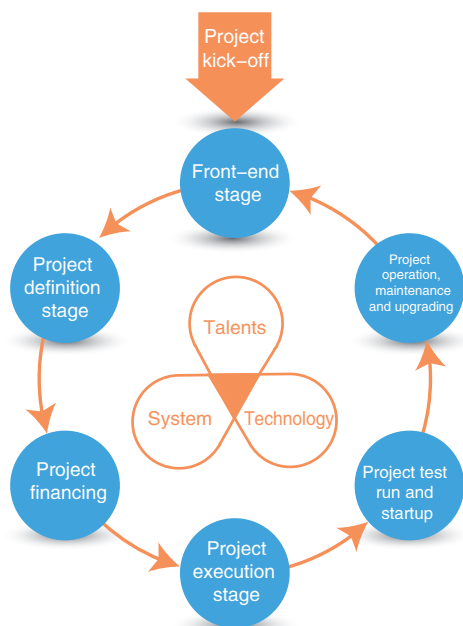 Project
kick–off
Front–end
stage
Project
definition
stage
Project
financing
Project
execution
stage
Project test
run and
startup
Project
operation,
maintenance
and upgrading
Talents
System
Technology